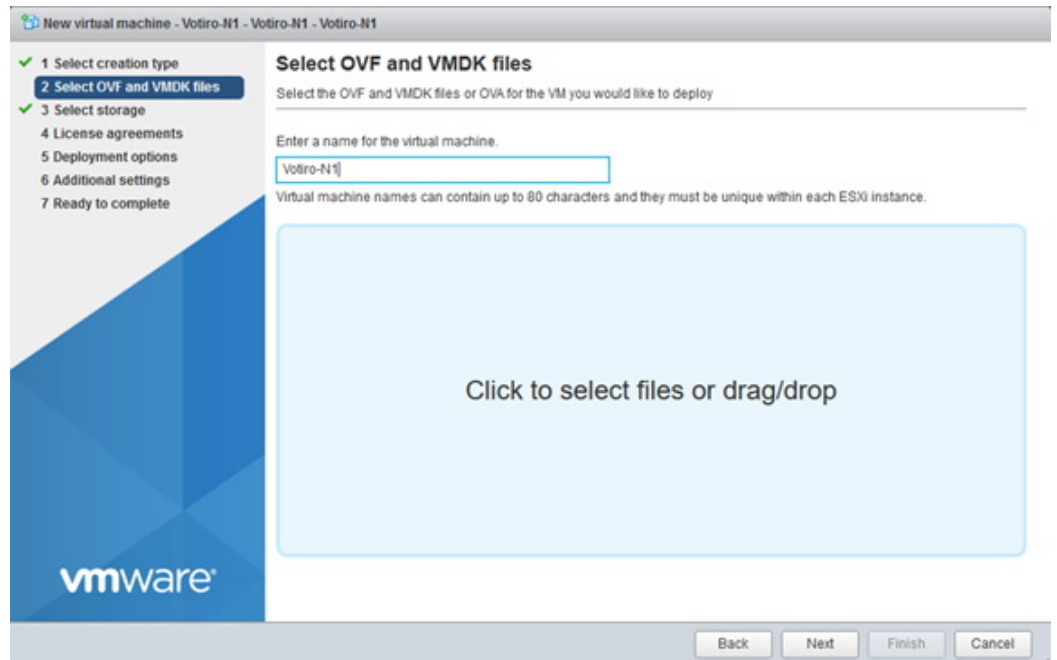 New virtual machine - Votiro-N1 - Votiro-N1 - Votiro-N1
1 Select creation type
2 Select OVF and VMDK files
3 Select storage
4 License agreements
5 Deployment options
6 Additional settings
7 Ready to complete
vmware®
Select OVF and VMDK files
Select the OVF and VMDK files or OVA for the VM you would like to deploy
Enter a name for the virtual machine.
Votiro-N1
Virtual machine names can contain up to 80 characters and they must be unique within each ESXi instance.
Click to select files or drag/drop
Back Next Finish Cancel